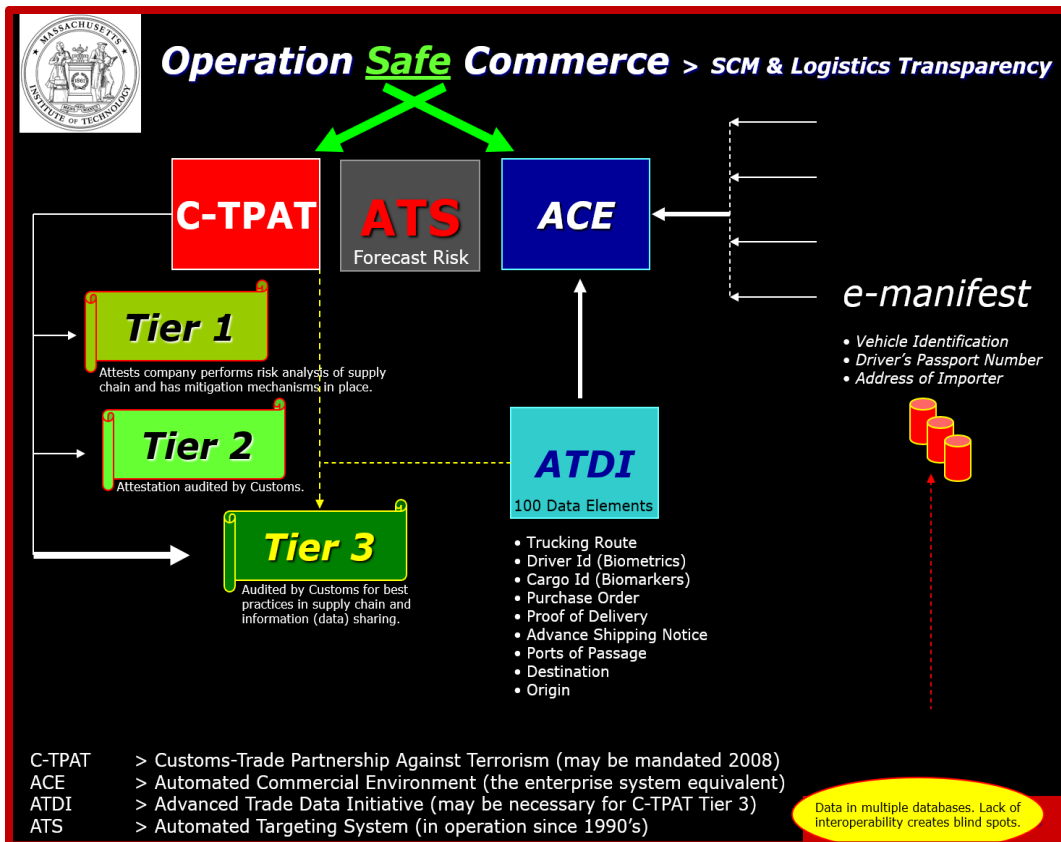 MASSACHUSETTS
INSTITUTE OF TECHNOLOGY
1861
Operation Safe Commerce > SCM & Logistics Transparency
C-TPAT
ATS
Forecast Risk
ACE
Tier 1
Attests company performs risk analysis of supply
chain and has mitigation mechanisms in place.
Tier 2
Attestation audited by Customs.
Tier 3
Audited by Customs for best
practices in supply chain and
information (data) sharing.
ATDI
100 Data Elements
• Trucking Route
• Driver Id (Biometrics)
• Cargo Id (Biomarkers)
• Purchase Order
• Proof of Delivery
• Advance Shipping Notice
• Ports of Passage
• Destination
• Origin
e-manifest
• Vehicle Identification
• Driver’s Passport Number
• Address of Importer
C-TPAT > Customs-Trade Partnership Against Terrorism (may be mandated 2008)
ACE > Automated Commercial Environment (the enterprise system equivalent)
ATDI > Advanced Trade Data Initiative (may be necessary for C-TPAT Tier 3)
ATS > Automated Targeting System (in operation since 1990’s)
Data in multiple databases. Lack of
interoperability creates blind spots.